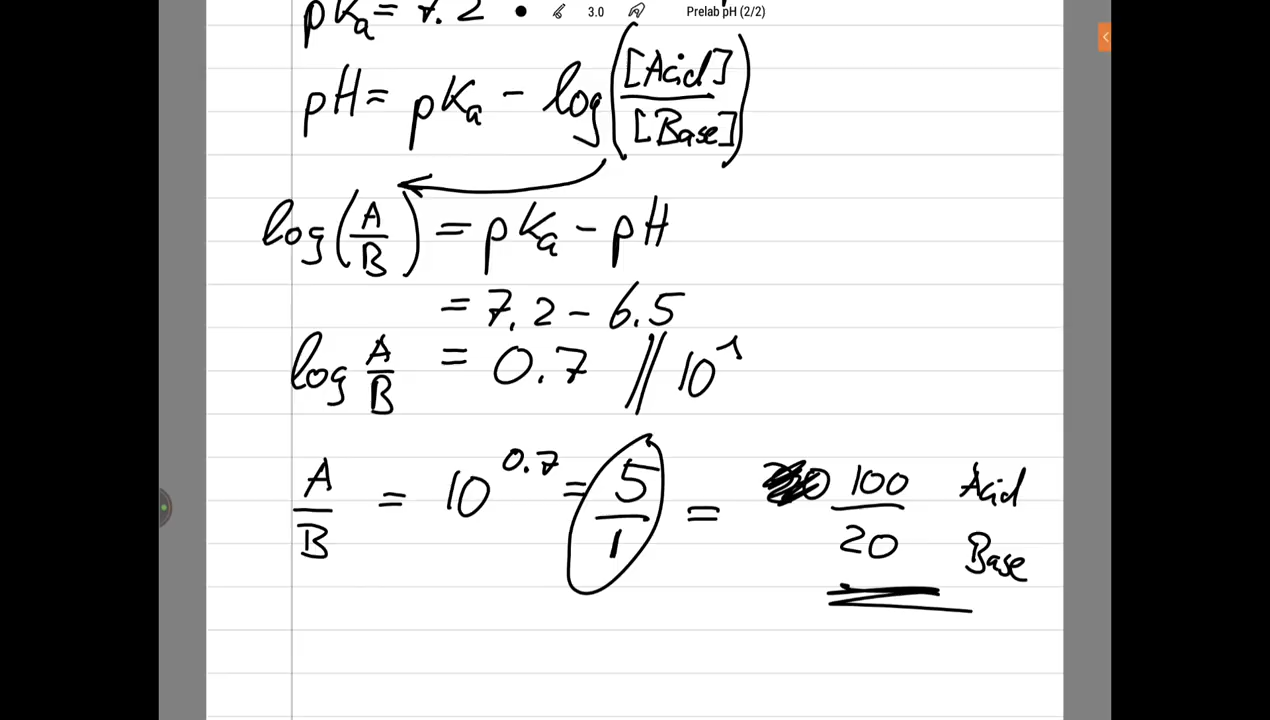 3.0 Prelab pH (2/2)
pKa = 7.2
pH = pKa - log([Acid]/[Base])
log(A/B) = pKa - pH
= 7.2 - 6.5
log A/B = 0.7 // 10^
A/B = 10^0.7 = 5/1 = 100/20 Acid Base